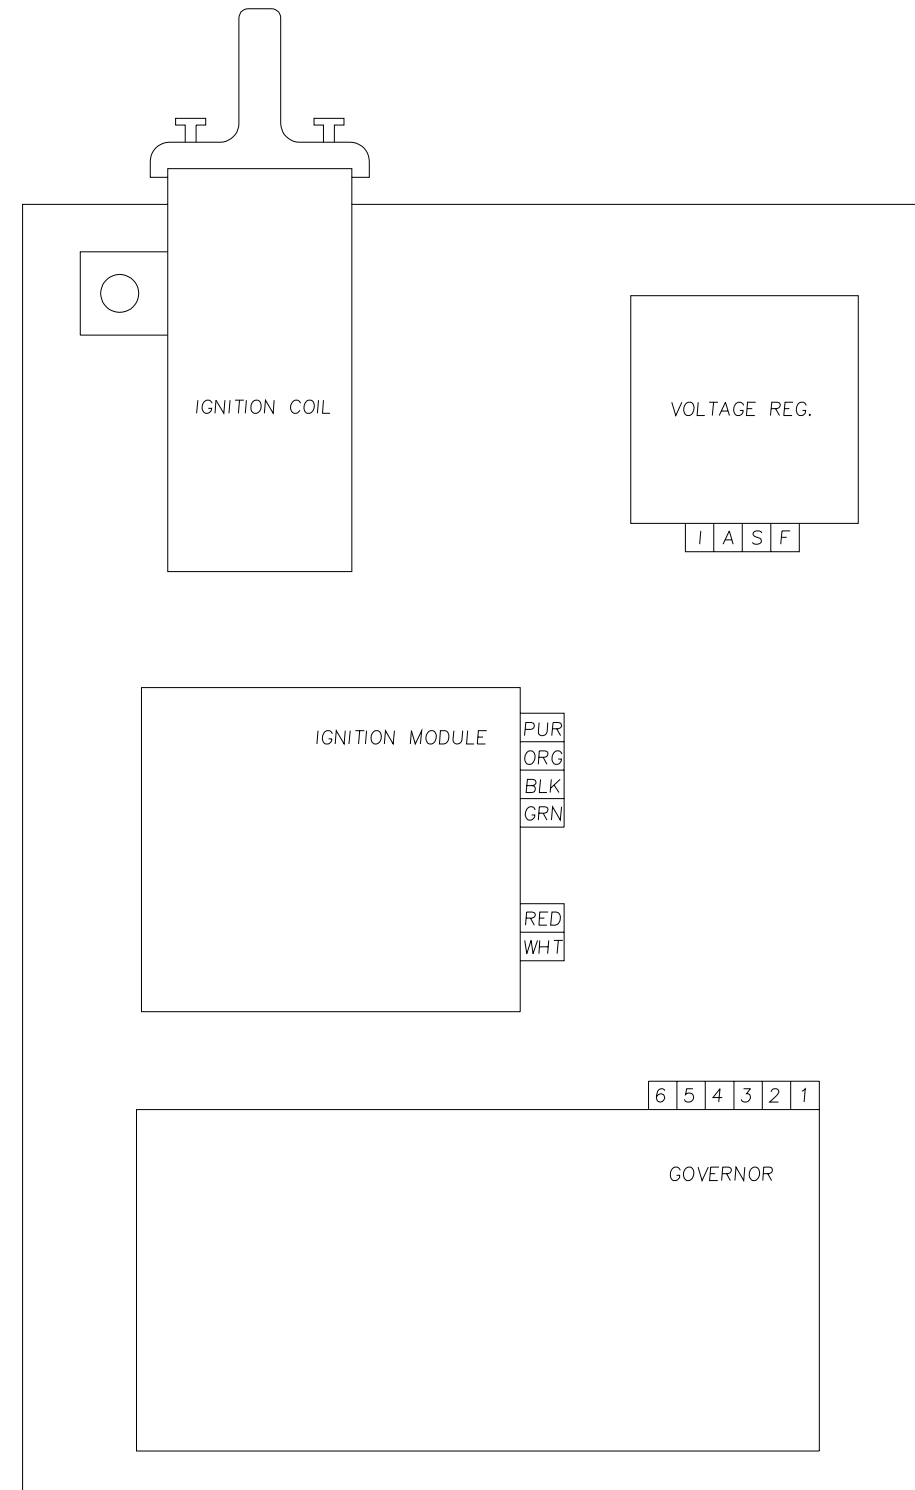 IGNITION COIL
VOLTAGE REG.
I A S F
IGNITION MODULE
PUR
ORG
BLK
GRN
RED
WHT
6 5 4 3 2 1
GOVERNOR